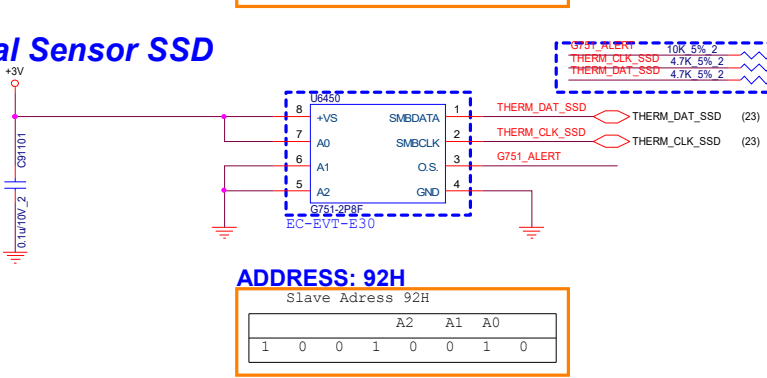 al Sensor SSD
G751_ALERT 10K_5%_2
THERM_CLK_SSD 4.7K_5%_2
THERM_DAT_SSD 4.7K_5%_2
+3V
C91101
0.1u/10V_2
U6450
8 +VS SMBDATA 1 THERM_DAT_SSD THERM_DAT_SSD (23)
7 A0 SMBCLK 2 THERM_CLK_SSD THERM_CLK_SSD (23)
6 A1 O.S. 3 G751_ALERT
5 A2 GND 4
G751-2P8F
EC-EVT-E30
ADDRESS: 92H
Slave Adress 92H
A2 A1 A0
1 0 0 1 0 0 1 0